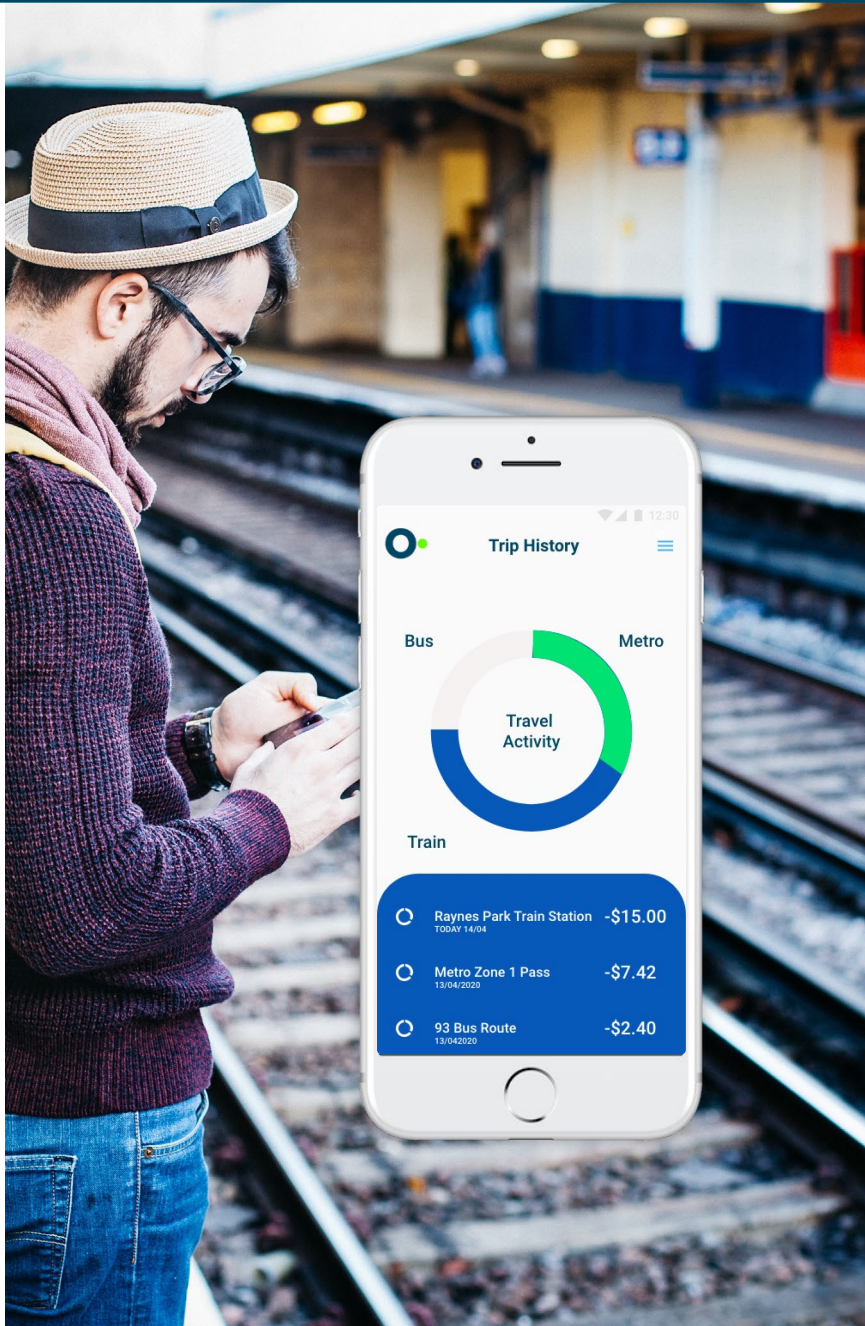 12:30
Trip History
Bus
Metro
Travel
Activity
Train
Raynes Park Train Station -$15.00
TODAY 14/04
Metro Zone 1 Pass -$7.42
13/04/2020
93 Bus Route -$2.40
13/042020